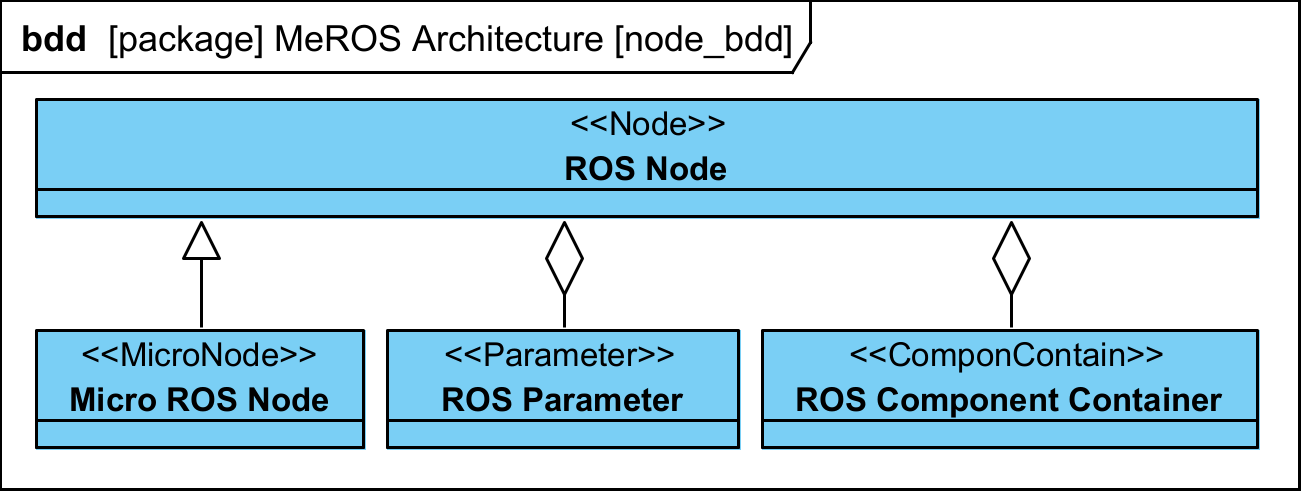 bdd [package] MeROS Architecture [node_bdd]
<<Node>>
ROS Node
<<MicroNode>>
Micro ROS Node
<<Parameter>>
ROS Parameter
<<ComponContain>>
ROS Component Container